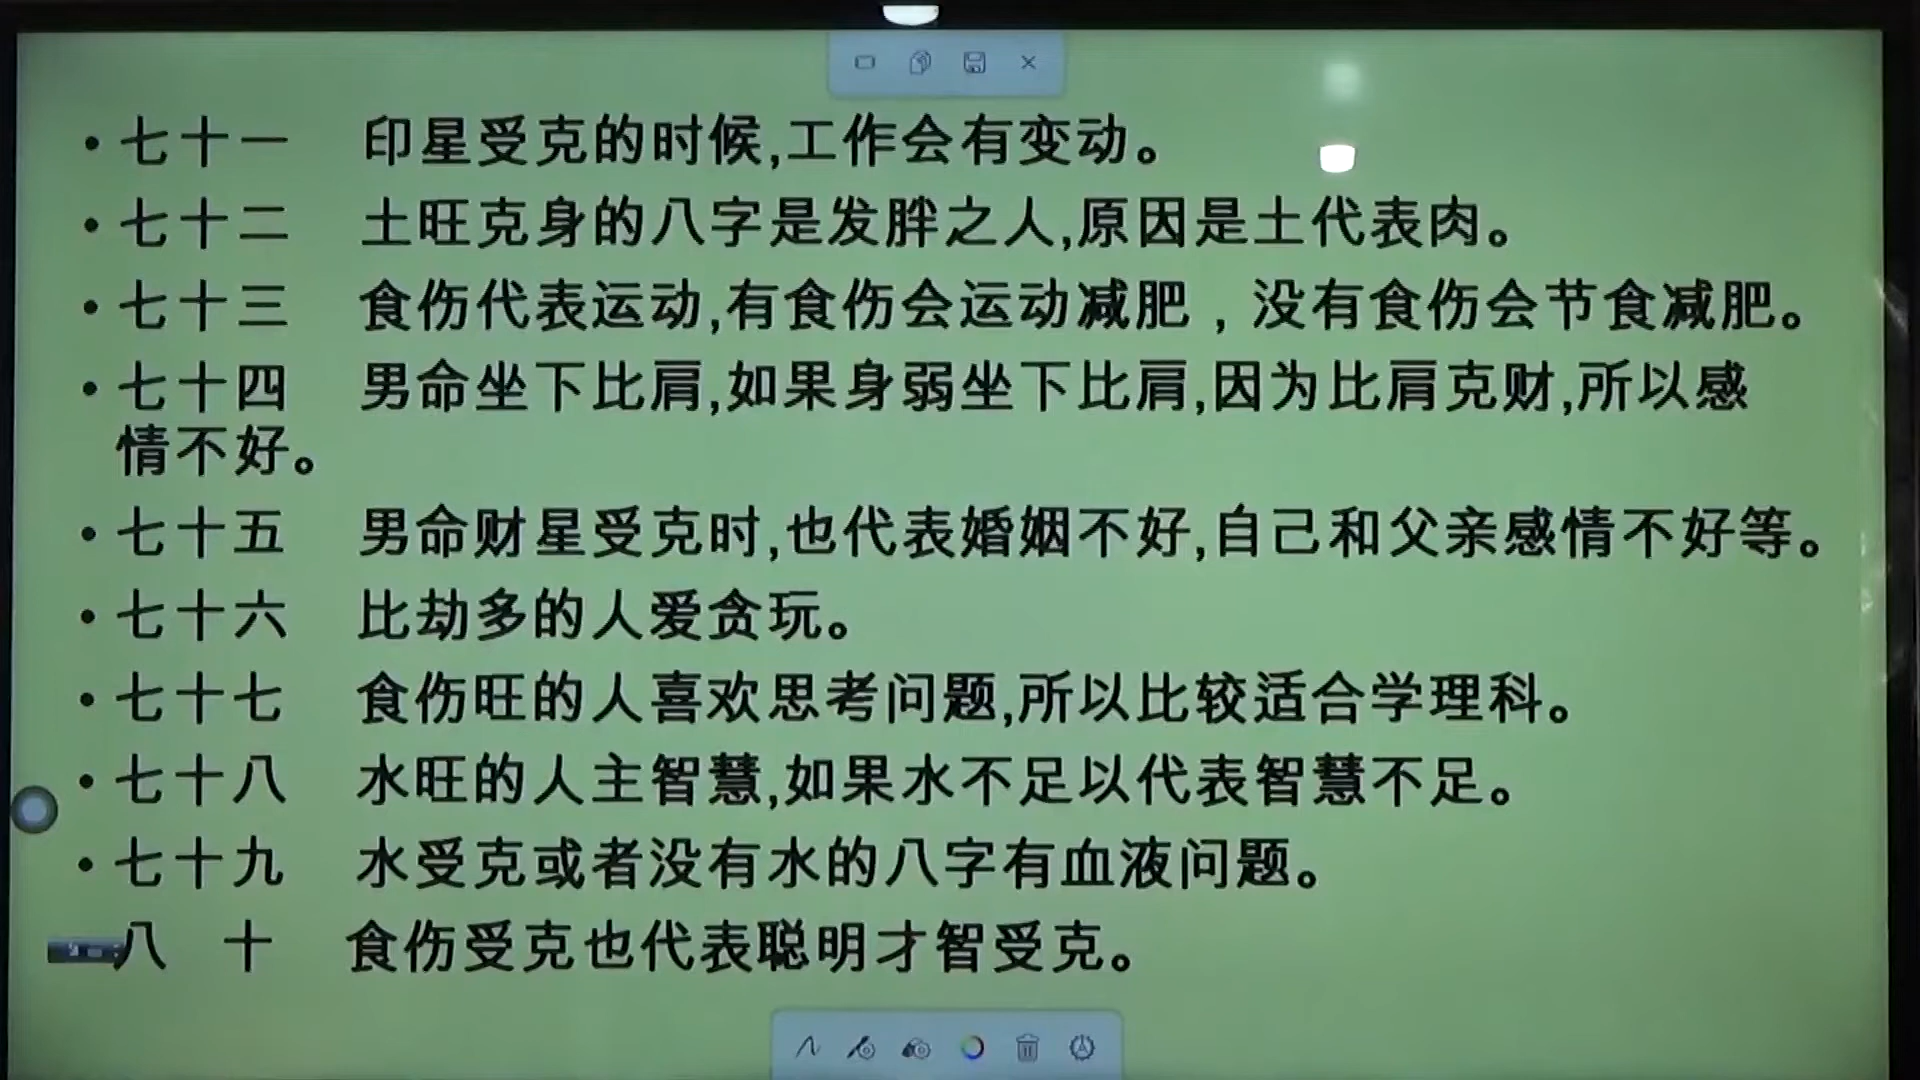 • 七十一 印星受克的时候,工作会有变动。
• 七十二 土旺克身的八字是发胖之人,原因是土代表肉。
• 七十三 食伤代表运动,有食伤会运动减肥，没有食伤会节食减肥。
• 七十四 男命坐下比肩,如果身弱坐下比肩,因为比肩克财,所以感
情不好。
• 七十五 男命财星受克时,也代表婚姻不好,自己和父亲感情不好等。
• 七十六 比劫多的人爱贪玩。
• 七十七 食伤旺的人喜欢思考问题,所以比较适合学理科。
• 七十八 水旺的人主智慧,如果水不足以代表智慧不足。
• 七十九 水受克或者没有水的八字有血液问题。
八 十 食伤受克也代表聪明才智受克。